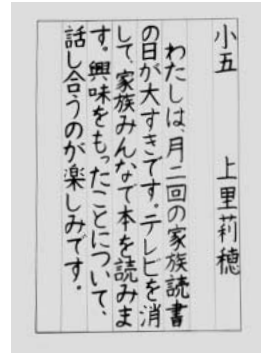 小五　上里莉穂
わたしは、月二回の家族読書
の日が大すきです。テレビを消
して、家族みんなで本を読みま
す。興味をもったことについて、
話し合うのが楽しみです。